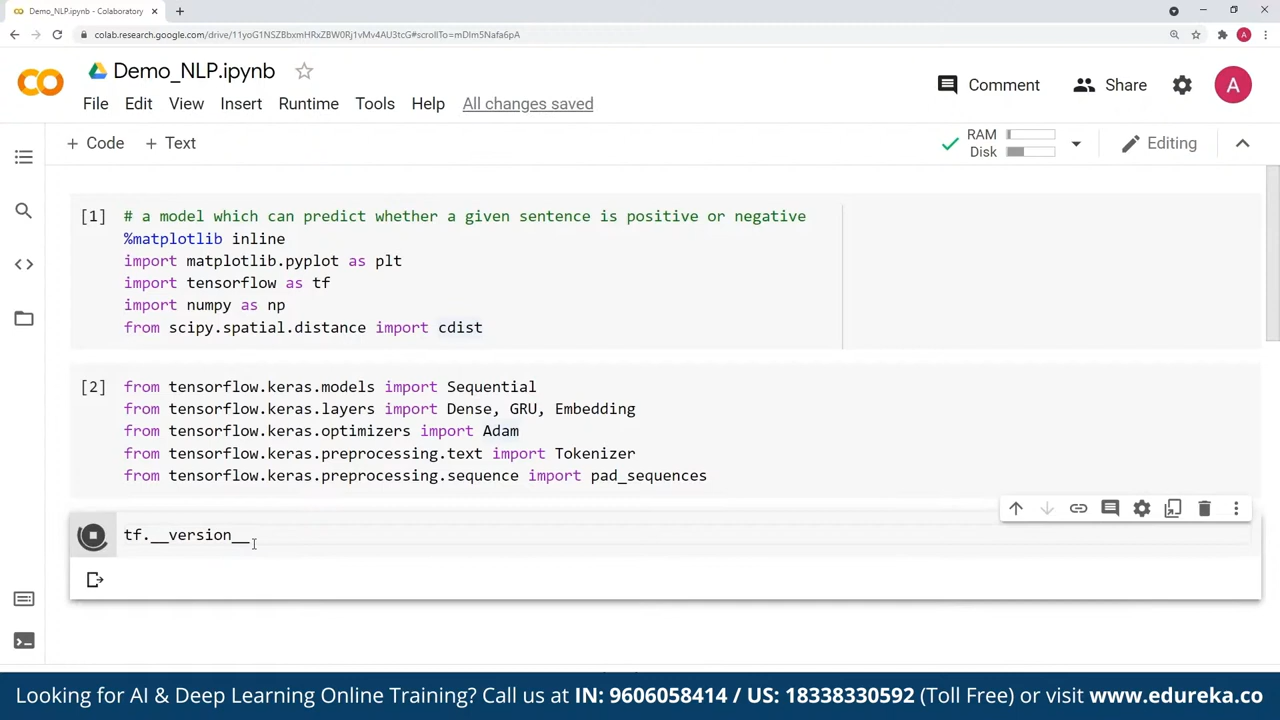 Demo_NLP.ipynb - Colaboratory
colab.research.google.com/drive/11yoG1NSZBbxmHRxZBW0Rj1vMv4AU3tcG#scrollTo=mDIm5Nafa6pA
A
CO
Demo_NLP.ipynb
Comment
Share
A
File Edit View Insert Runtime Tools Help All changes saved
+ Code + Text
RAM
Disk
Editing
[1] # a model which can predict whether a given sentence is positive or negative
%matplotlib inline
import matplotlib.pyplot as plt
import tensorflow as tf
import numpy as np
from scipy.spatial.distance import cdist
[2] from tensorflow.keras.models import Sequential
from tensorflow.keras.layers import Dense, GRU, Embedding
from tensorflow.keras.optimizers import Adam
from tensorflow.keras.preprocessing.text import Tokenizer
from tensorflow.keras.preprocessing.sequence import pad_sequences
tf.__version__
Looking for AI & Deep Learning Online Training? Call us at IN: 9606058414 / US: 18338330592 (Toll Free) or visit www.edureka.co